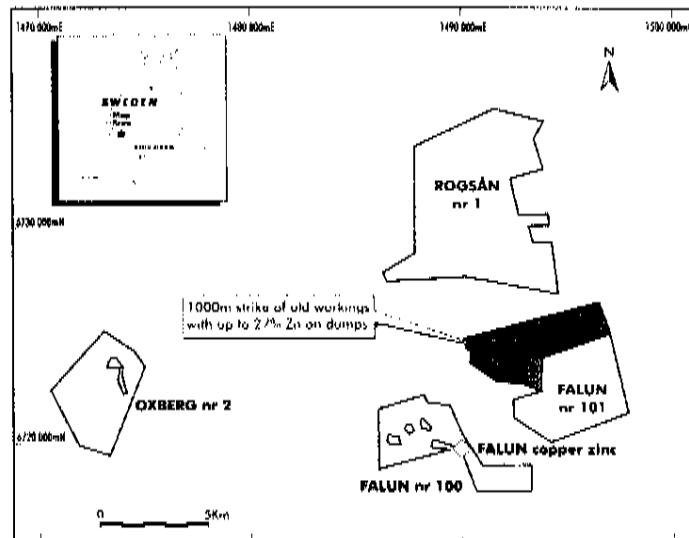 1470 000mE
1480 000mE
1490 000mE
1500 000mE
SWEDEN
Map
Area
N
ROGSÅN
nr 1
6730 000mN
1000m strike of old workings
with up to 27% Zn on dumps
OXBERG nr 2
FALUN
nr 101
6720 000mN
FALUN copper zinc
FALUN nr 100
0
5Km